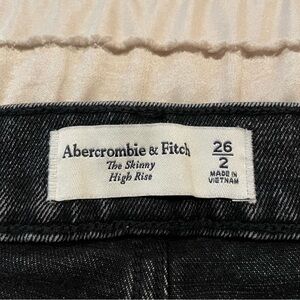 Abercrombie & Fitch
The Skinny
High Rise
26
2
MADE IN
VIETNAM